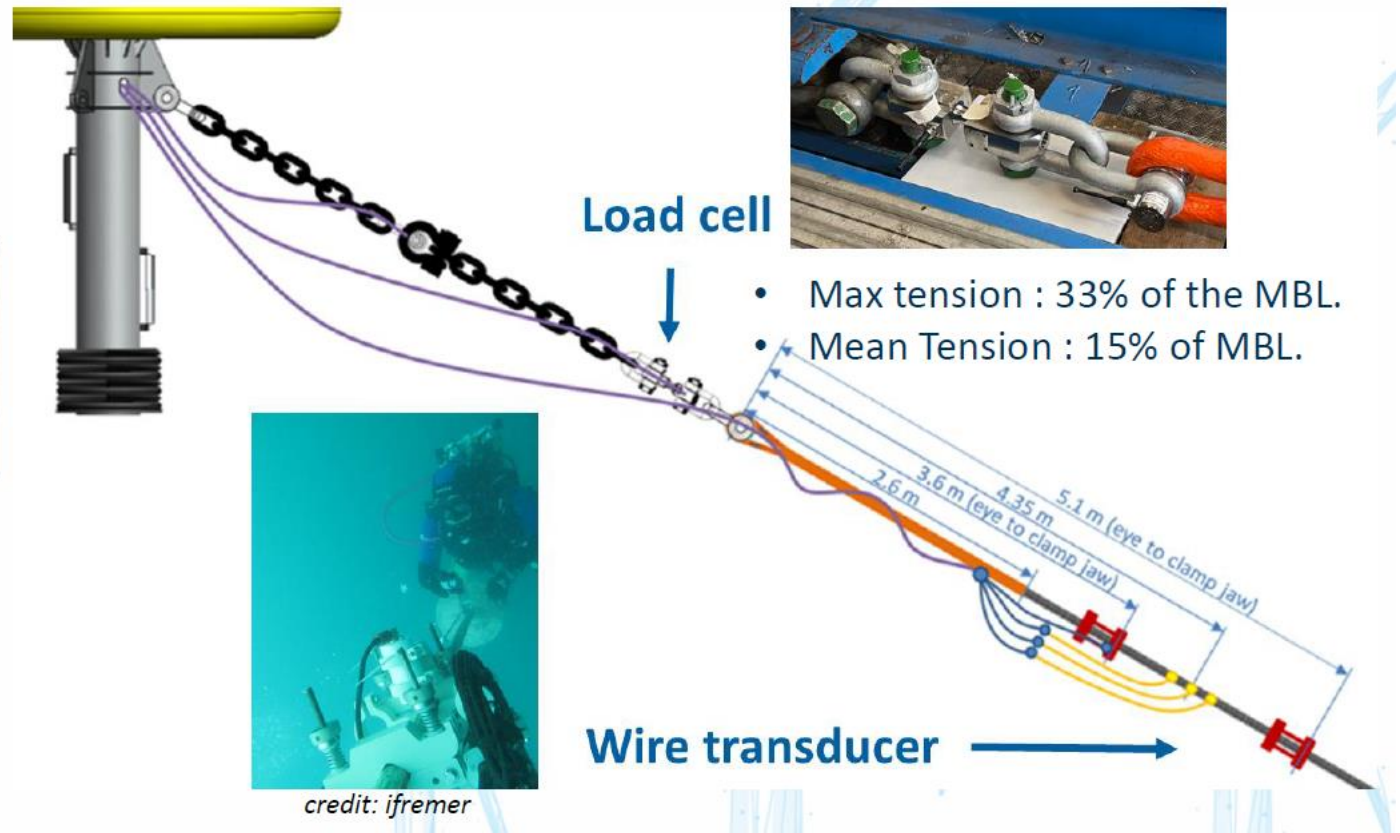 Load cell
• Max tension : 33% of the MBL.
• Mean Tension : 15% of MBL.
2.6 m
3.6 m (eye to clamp jaw)
4.35 m
5.1 m (eye to clamp jaw)
Wire transducer
credit: ifremer